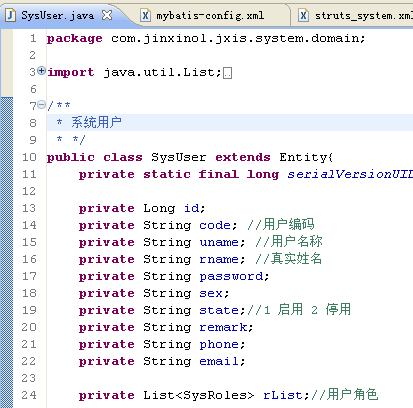 SysUser.java mybatis-config.xml struts_system.xml
1 package com.jinxinol.jxis.system.domain;
2
3 import java.util.List;
6
7 /**
8 * 系统用户
9 * */
10 public class SysUser extends Entity{
11 private static final long serialVersionUID
12
13 private Long id;
14 private String code; //用户编码
15 private String uname; //用户名称
16 private String rname; //真实姓名
17 private String password;
18 private String sex;
19 private String state;//1 启用 2 停用
20 private String remark;
21 private String phone;
22 private String email;
23
24 private List<SysRoles> rList;//用户角色